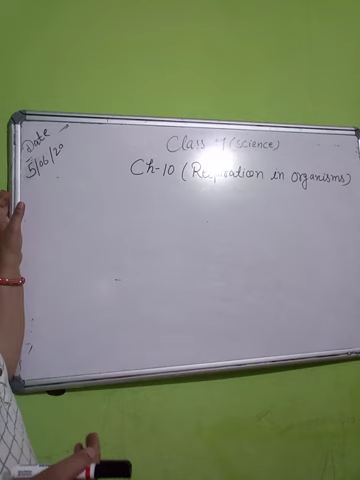 Date
5/06/20
Class (science)
Ch-10 (Respiration in organisms)